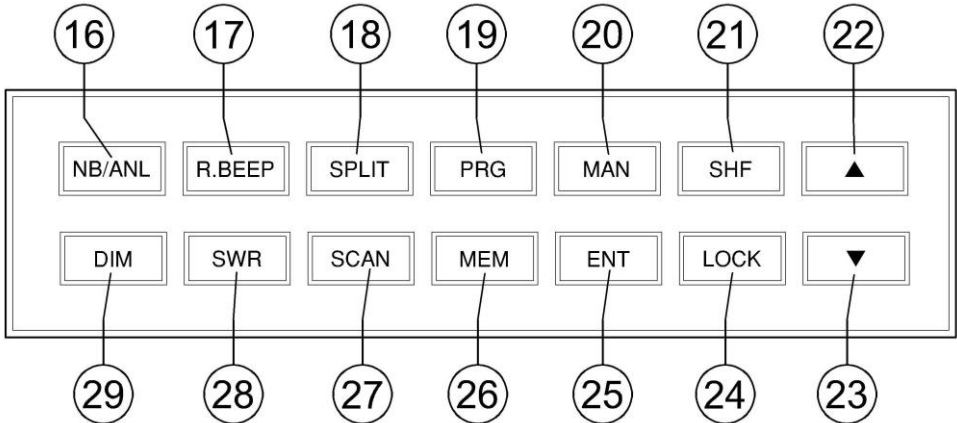 16 17 18 19 20 21 22
NB/ANL R.BEEP SPLIT PRG MAN SHF ▲
DIM SWR SCAN MEM ENT LOCK ▼
29 28 27 26 25 24 23